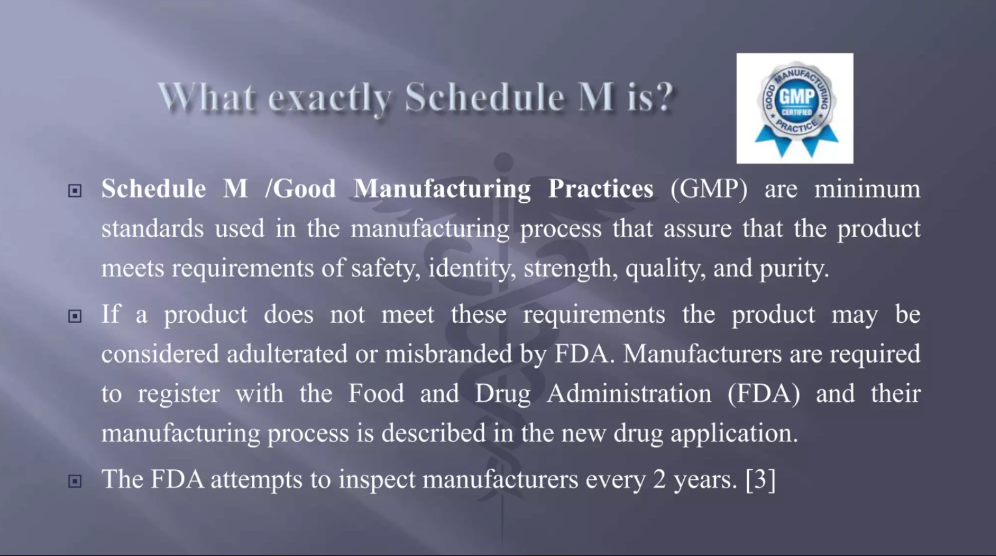 What exactly Schedule M is?
GOOD MANUFACTURING
GMP
CERTIFIED
PRACTICE
Schedule M /Good Manufacturing Practices (GMP) are minimum
standards used in the manufacturing process that assure that the product
meets requirements of safety, identity, strength, quality, and purity.
If a product does not meet these requirements the product may be
considered adulterated or misbranded by FDA. Manufacturers are required
to register with the Food and Drug Administration (FDA) and their
manufacturing process is described in the new drug application.
The FDA attempts to inspect manufacturers every 2 years. [3]